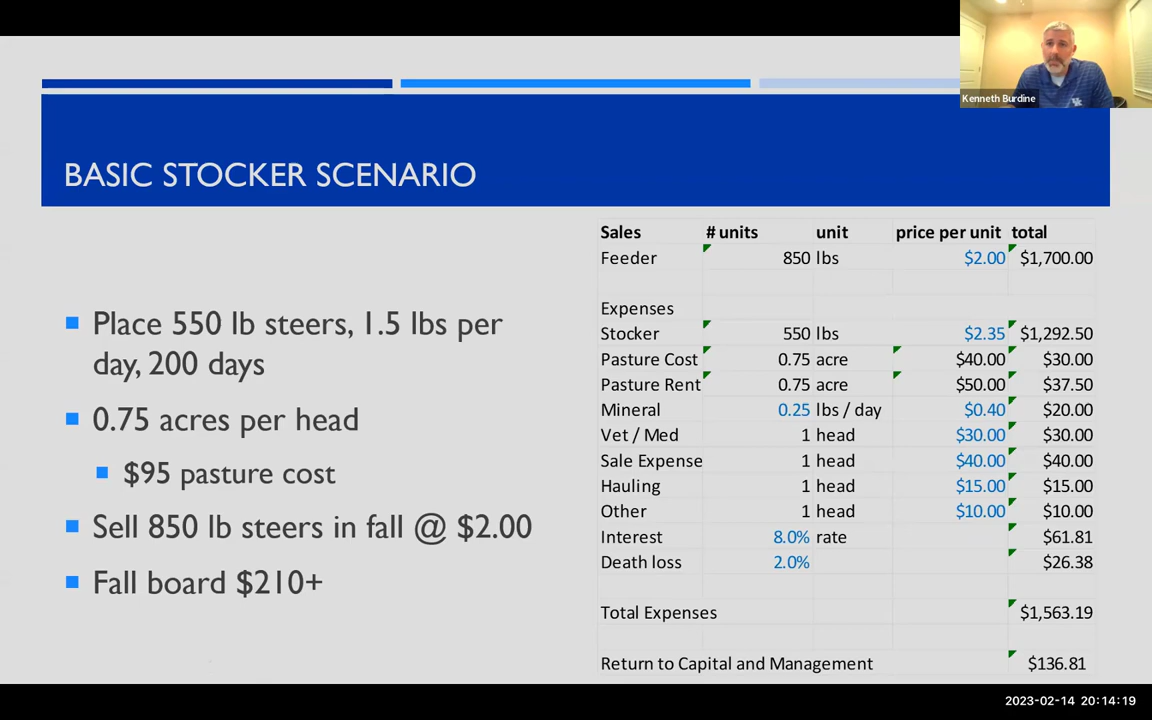 Kenneth Burdine
BASIC STOCKER SCENARIO
Place 550 lb steers, 1.5 lbs per
day, 200 days
0.75 acres per head
$95 pasture cost
Sell 850 lb steers in fall @ $2.00
Fall board $210+
Sales # units unit price per unit total
Feeder 850 lbs $2.00 $1,700.00
Expenses
Stocker 550 lbs $2.35 $1,292.50
Pasture Cost 0.75 acre $40.00 $30.00
Pasture Rent 0.75 acre $50.00 $37.50
Mineral 0.25 lbs / day $0.40 $20.00
Vet / Med 1 head $30.00 $30.00
Sale Expense 1 head $40.00 $40.00
Hauling 1 head $15.00 $15.00
Other 1 head $10.00 $10.00
Interest 8.0% rate $61.81
Death loss 2.0% $26.38
Total Expenses $1,563.19
Return to Capital and Management $136.81
2023-02-14 20:14:19